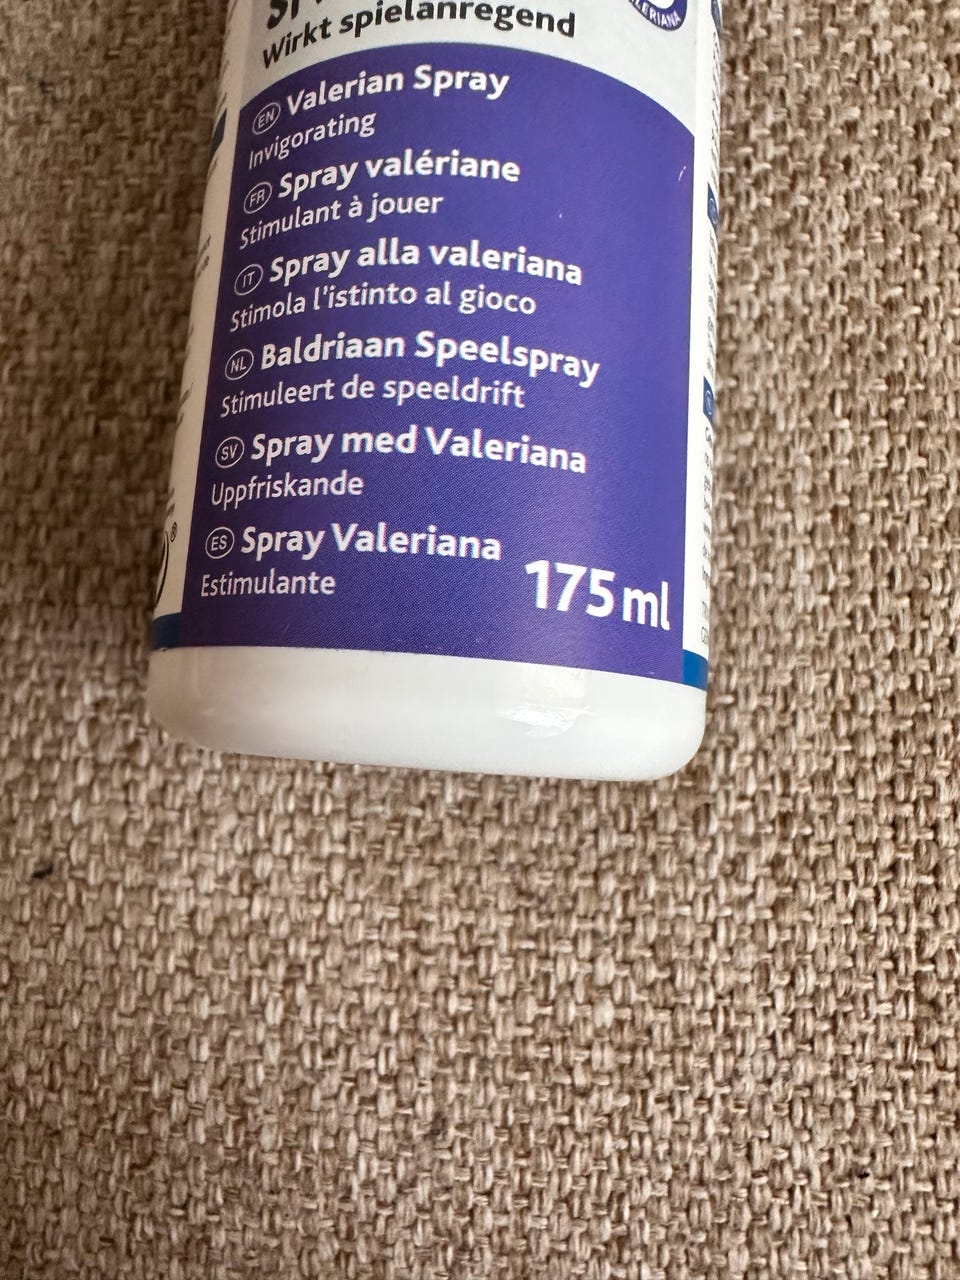 Wirkt spielanregend
EN Valerian Spray
Invigorating
FR Spray valériane
Stimulant à jouer
IT Spray alla valeriana
Stimola l'istinto al gioco
NL Baldriaan Speelspray
Stimuleert de speeldrift
SV Spray med Valeriana
Uppfriskande
ES Spray Valeriana
Estimulante
175 ml
®